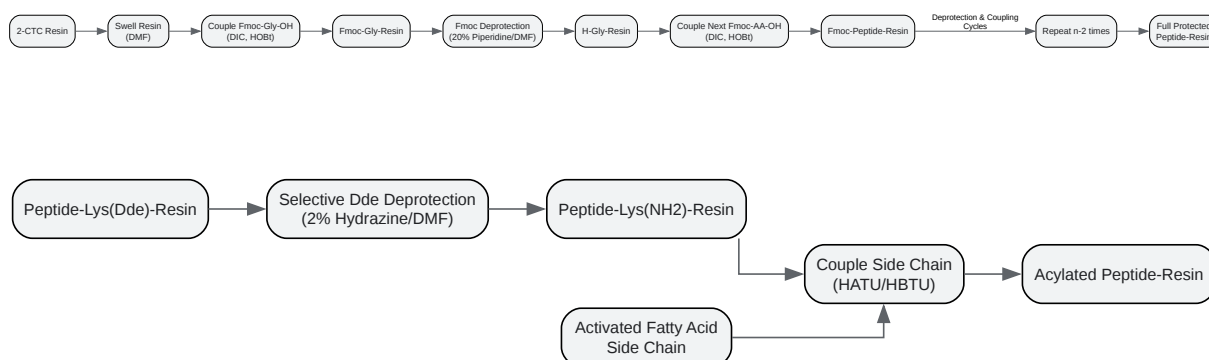 2-CTC Resin
Swell Resin
(DMF)
Couple Fmoc-Gly-OH
(DIC, HOBt)
Fmoc-Gly-Resin
Fmoc Deprotection
(20% Piperidine/DMF)
H-Gly-Resin
Couple Next Fmoc-AA-OH
(DIC, HOBt)
Fmoc-Peptide-Resin
Deprotection & Coupling
Cycles
Repeat n-2 times
Full Protected
Peptide-Resin
Peptide-Lys(Dde)-Resin
Selective Dde Deprotection
(2% Hydrazine/DMF)
Peptide-Lys(NH2)-Resin
Couple Side Chain
(HATU/HBTU)
Acylated Peptide-Resin
Activated Fatty Acid
Side Chain